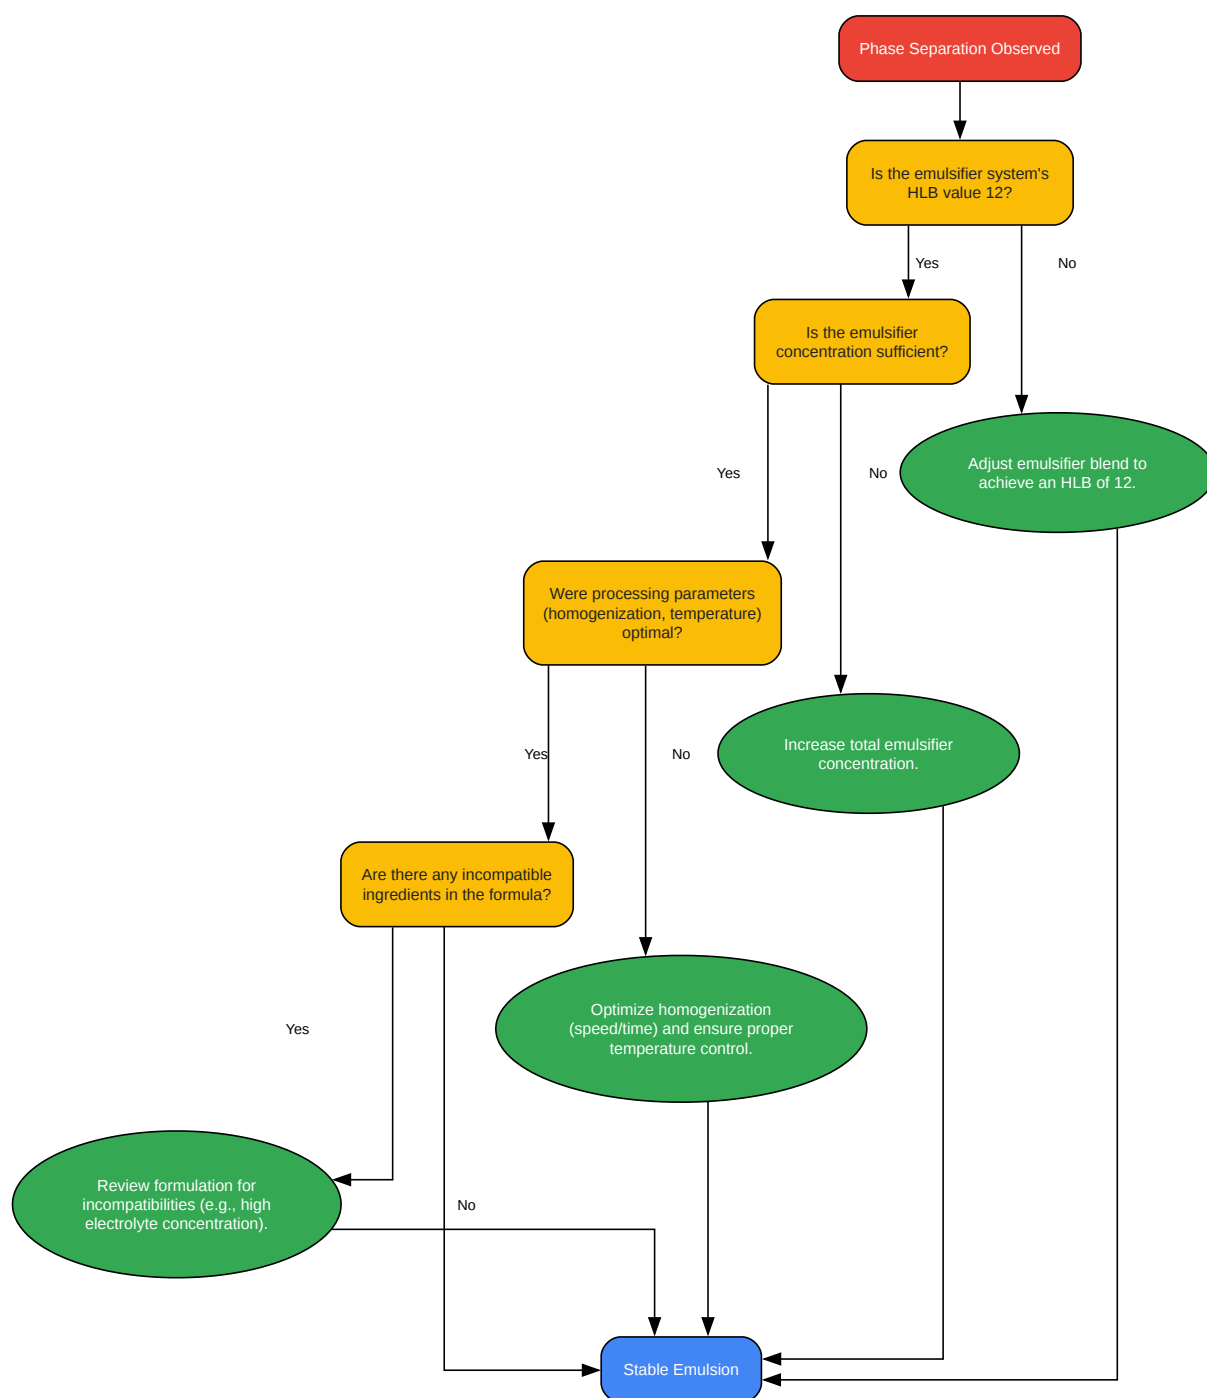 Phase Separation Observed
Is the emulsifier system's
HLB value 12?
Yes
No
Is the emulsifier
concentration sufficient?
Adjust emulsifier blend to
achieve an HLB of 12.
Yes
No
Were processing parameters
(homogenization, temperature)
optimal?
Increase total emulsifier
concentration.
Yes
No
Are there any incompatible
ingredients in the formula?
Optimize homogenization
(speed/time) and ensure proper
temperature control.
Yes
Review formulation for
incompatibilities (e.g., high
electrolyte concentration).
No
Stable Emulsion